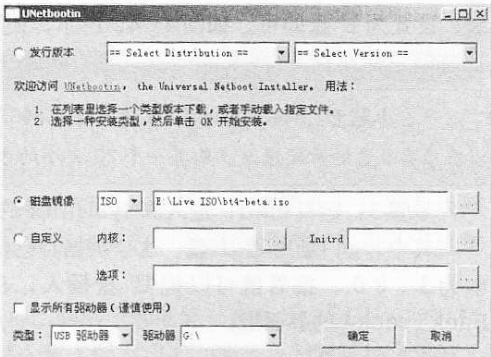 UNetbootin
发行版本 == Select Distribution == == Select Version ==
欢迎访问 UNetbootin, the Universal Netboot Installer. 用法：
1. 在列表里选择一个类型版本下载，或者手动载入指定文件。
2. 选择一种安装类型，然后单击 OK 开始安装。
磁盘镜像 ISO E:\Live ISO\bt4-beta.iso ...
自定义 内核： ... Initrd ...
选项： ...
显示所有驱动器（谨慎使用）
类型： USB 驱动器 驱动器 G:\ 确定 取消